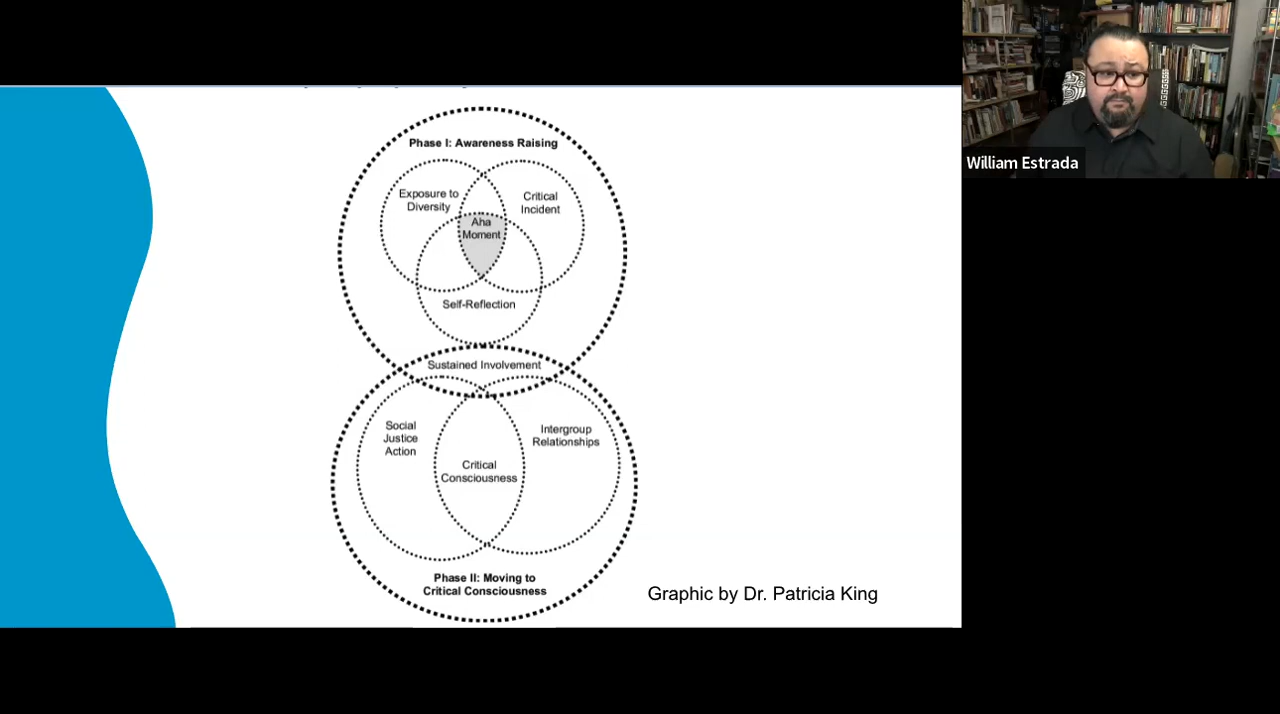 Phase I: Awareness Raising
Exposure to
Diversity
Critical
Incident
Aha
Moment
Self-Reflection
Sustained Involvement
Social
Justice
Action
Intergroup
Relationships
Critical
Consciousness
Phase II: Moving to
Critical Consciousness
Graphic by Dr. Patricia King
William Estrada